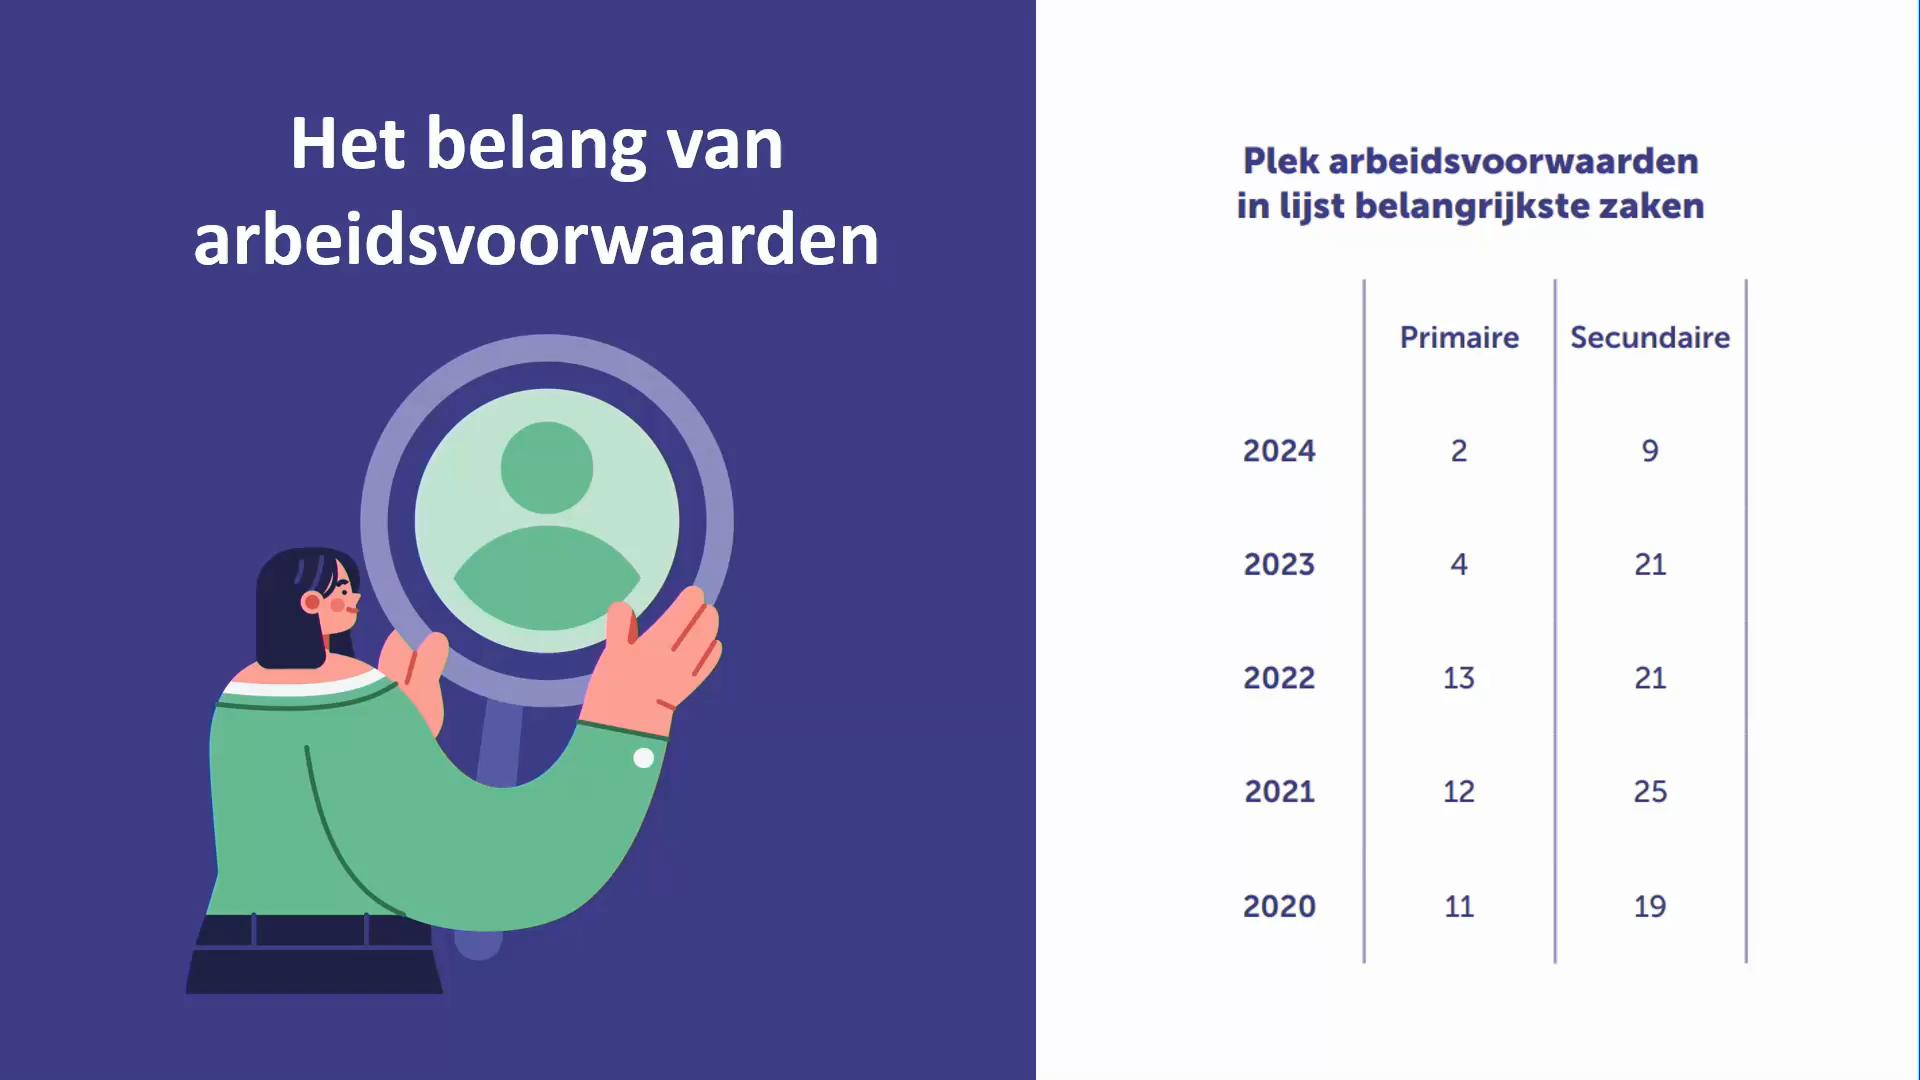 Het belang van
arbeidsvoorwaarden
Plek arbeidsvoorwaarden
in lijst belangrijkste zaken
Primaire Secundaire
2024 2 9
2023 4 21
2022 13 21
2021 12 25
2020 11 19